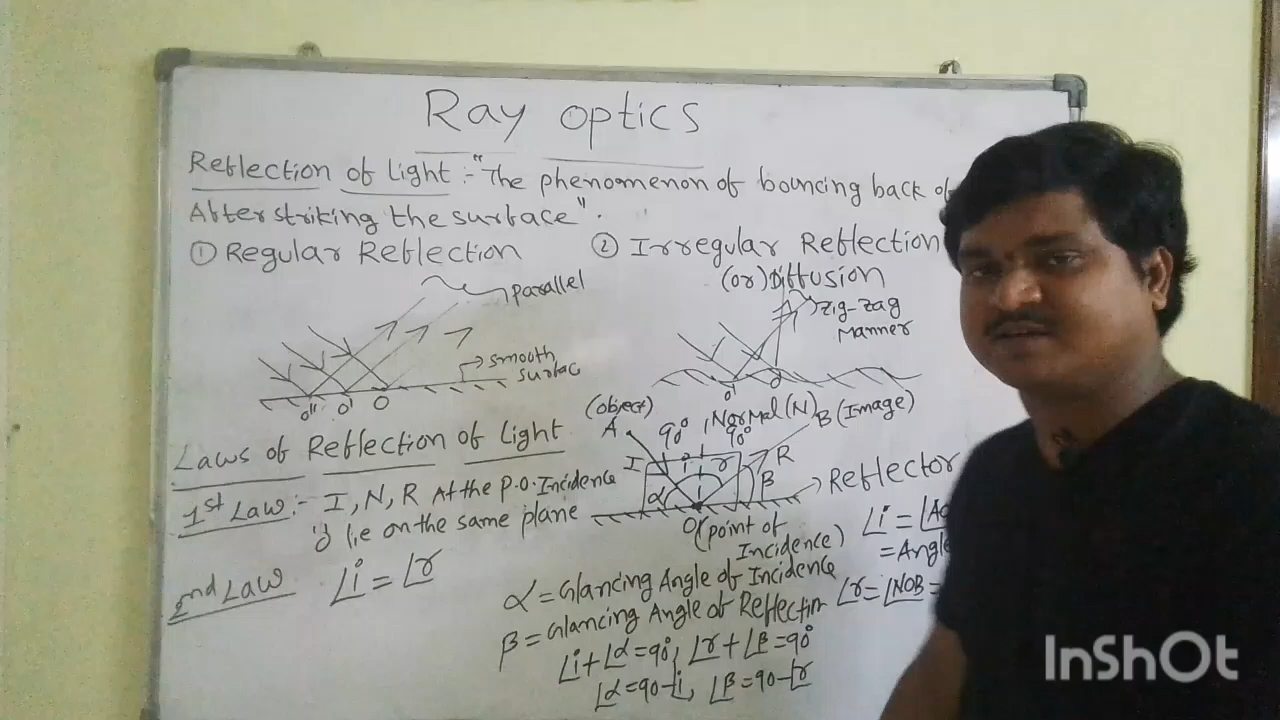 Ray optics
Reflection of light :- "The phenomenon of bouncing back of
After striking the surface".
① Regular Reflection
② Irregular Reflection
(or) Diffusion
parallel
zig-zag
manner
smooth
surfac
O'' O' O
O' O
Laws of Reflection of Light
(object)
A
90° Normal(N) 90°
B (Image)
I i r R
α β
Reflector
1st Law :- I, N, R At the P.O. Incidence
lie on the same plane
O (point of
Incidence)
∠i = ∠AO
= Angle
2nd Law ∠i = ∠r
α = Glancing Angle of Incidence
∠r = ∠NOB =
β = Glancing Angle of Reflection
∠i + ∠α = 90°, ∠r + ∠β = 90°
∠α = 90 - ∠i, ∠β = 90 - ∠r
InShOt